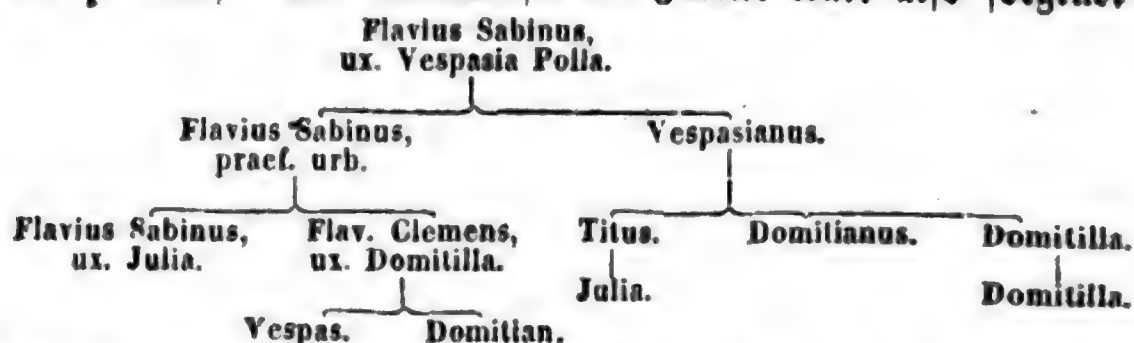 Flavius Sabinus,
ux. Vespasia Polla.
Flavius Sabinus, Vespasianus.
praef. urb.
Flavius Sabinus, Flav. Clemens, Titus. Domitianus. Domitilla.
ux. Julia. ux. Domitilla.
Julia. Domitilla.
Vespas. Domitian.